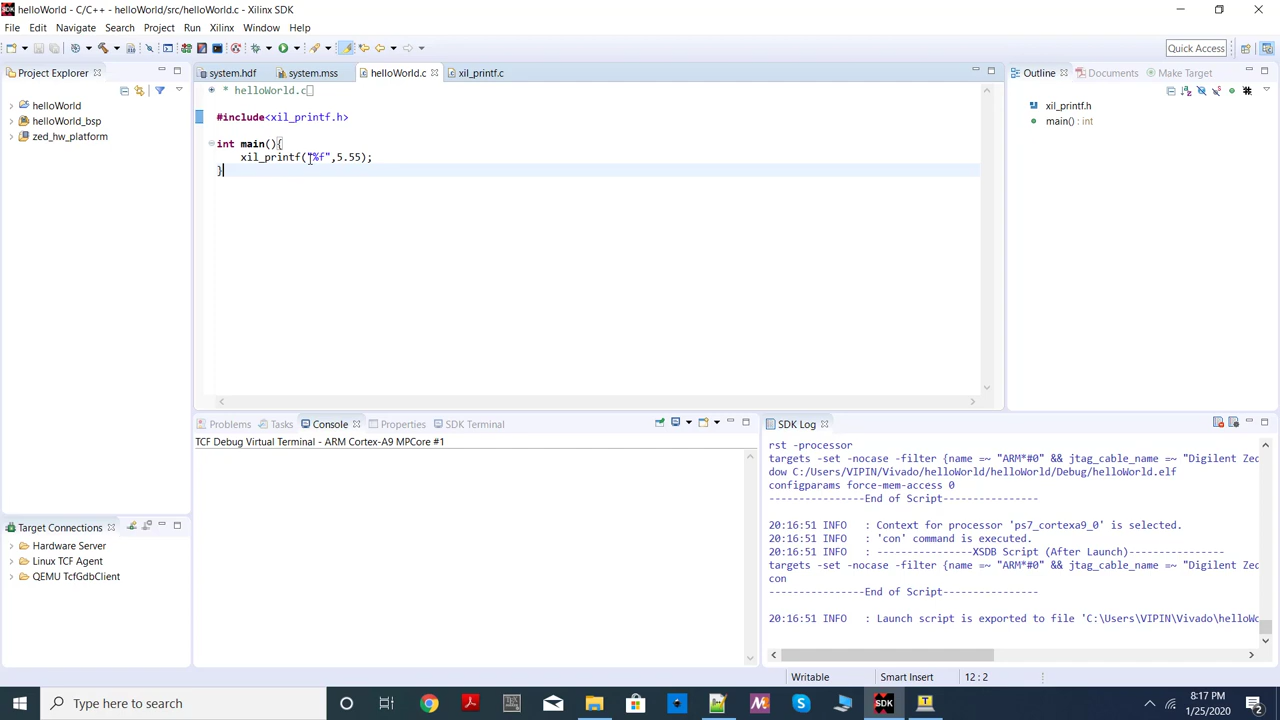 helloWorld - C/C++ - helloWorld/src/helloWorld.c - Xilinx SDK
File Edit Navigate Search Project Run Xilinx Window Help
Quick Access
Project Explorer
helloWorld
helloWorld_bsp
zed_hw_platform
system.hdf system.mss helloWorld.c xil_printf.c
* helloWorld.c
#include<xil_printf.h>
int main(){
xil_printf("%f",5.55);
}
Outline Documents Make Target
xil_printf.h
main() : int
Problems Tasks Console Properties SDK Terminal
TCF Debug Virtual Terminal - ARM Cortex-A9 MPCore #1
SDK Log
rst -processor
targets -set -nocase -filter {name =~ "ARM*#0" && jtag_cable_name =~ "Digilent Zed
dow C:/Users/VIPIN/Vivado/helloWorld/helloWorld/Debug/helloWorld.elf
configparams force-mem-access 0
----------------End of Script----------------
20:16:51 INFO : Context for processor 'ps7_cortexa9_0' is selected.
20:16:51 INFO : 'con' command is executed.
20:16:51 INFO : ----------------XSDB Script (After Launch)----------------
targets -set -nocase -filter {name =~ "ARM*#0" && jtag_cable_name =~ "Digilent Zed
con
----------------End of Script----------------
20:16:51 INFO : Launch script is exported to file 'C:\Users\VIPIN\Vivado\helloWo
Target Connections
Hardware Server
Linux TCF Agent
QEMU TcfGdbClient
Writable Smart Insert 12 : 2
Type here to search
8:17 PM
1/25/2020
2